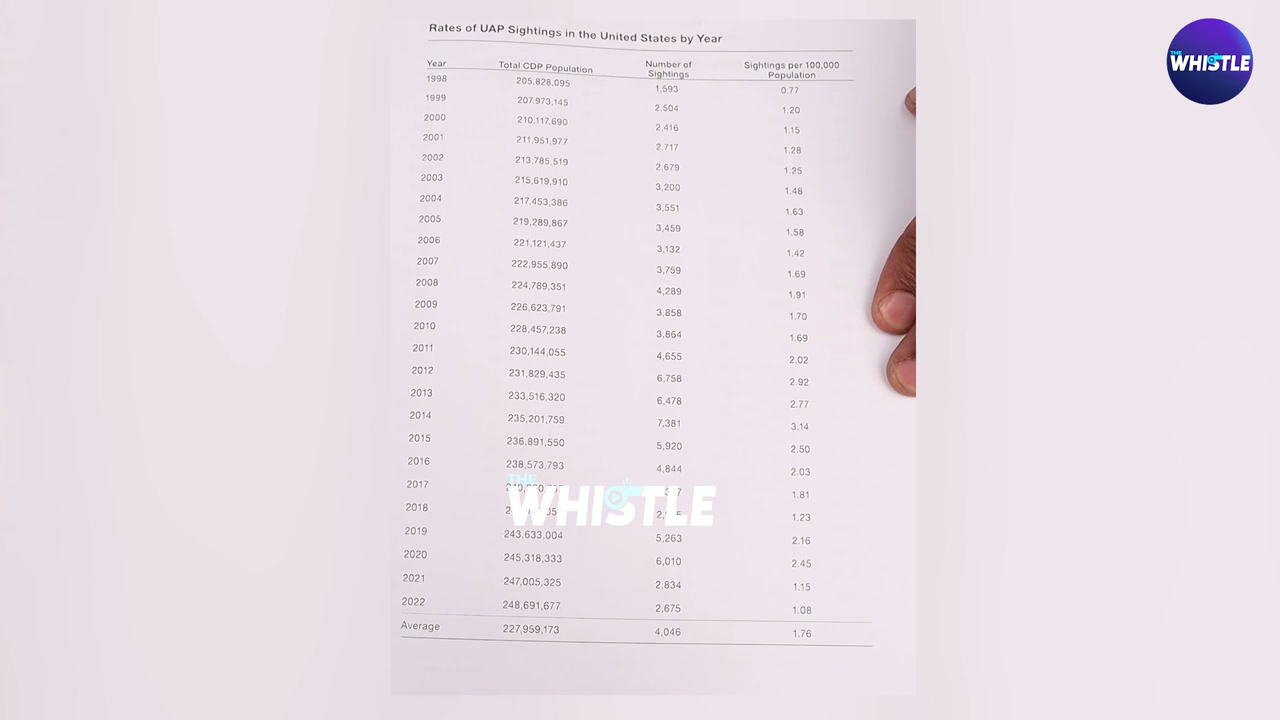 Rates of UAP Sightings in the United States by Year
THE
WHISTLE
Year Total CDP Population Number of Sightings Sightings per 100,000 Population
1998 205,828,095 1,593 0.77
1999 207,973,145 2,504 1.20
2000 210,117,690 2,416 1.15
2001 211,951,977 2,717 1.28
2002 213,785,519 2,679 1.25
2003 215,619,910 3,200 1.48
2004 217,453,386 3,551 1.63
2005 219,289,867 3,459 1.58
2006 221,121,437 3,132 1.42
2007 222,955,890 3,759 1.69
2008 224,789,351 4,289 1.91
2009 226,623,791 3,858 1.70
2010 228,457,238 3,864 1.69
2011 230,144,055 4,655 2.02
2012 231,829,435 6,758 2.92
2013 233,516,320 6,478 2.77
2014 235,201,759 7,381 3.14
2015 236,891,550 5,920 2.50
2016 238,573,793 4,844 2.03
2017 1.81
2018 1.23
THE
WHISTLE
2019 243,633,004 5,263 2.16
2020 245,318,333 6,010 2.45
2021 247,005,325 2,834 1.15
2022 248,691,677 2,675 1.08
Average 227,959,173 4,046 1.76